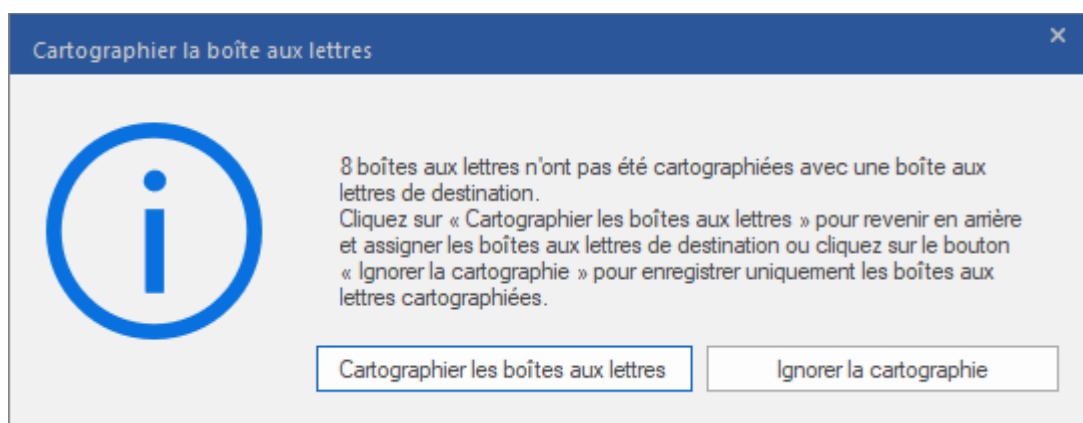 Cartographier la boîte aux lettres
8 boîtes aux lettres n'ont pas été cartographiées avec une boîte aux
lettres de destination.
Cliquez sur « Cartographier les boîtes aux lettres » pour revenir en arrière
et assigner les boîtes aux lettres de destination ou cliquez sur le bouton
« Ignorer la cartographie » pour enregistrer uniquement les boîtes aux
lettres cartographiées.
Cartographier les boîtes aux lettres
Ignorer la cartographie